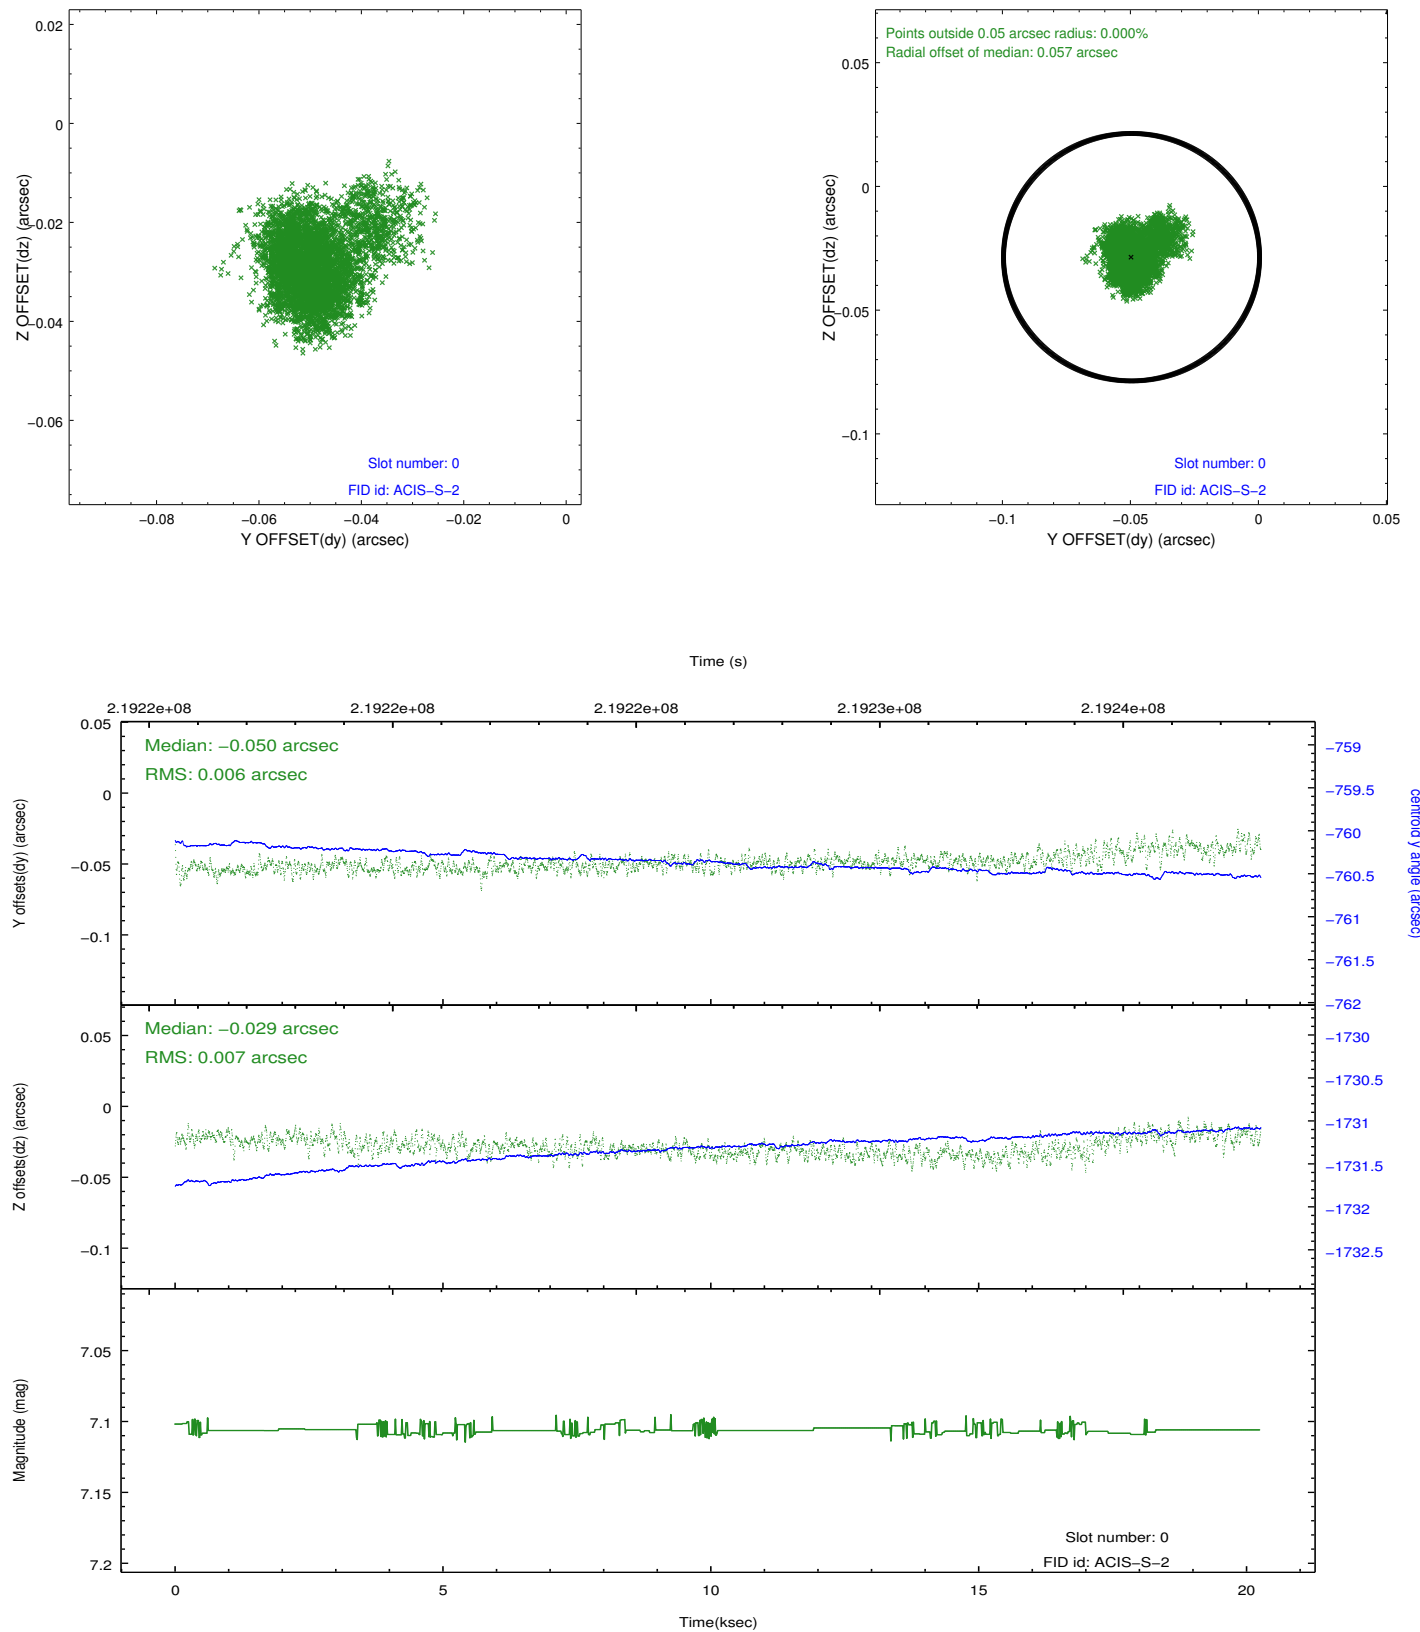 0.02
0
−0.02
−0.04
−0.06
Z OFFSET(dz) (arcsec)
Slot number: 0
FID id: ACIS−S−2
−0.08
−0.06
−0.04
−0.02
0
Y OFFSET(dy) (arcsec)
Points outside 0.05 arcsec radius: 0.000%
Radial offset of median: 0.057 arcsec
0.05
0
−0.05
−0.1
Z OFFSET(dz) (arcsec)
Slot number: 0
FID id: ACIS−S−2
−0.1
−0.05
0
0.05
Y OFFSET(dy) (arcsec)
Time (s)
2.1922e+08
2.1922e+08
2.1922e+08
2.1923e+08
2.1924e+08
Median: −0.050 arcsec
RMS: 0.006 arcsec
0.05
0
−0.05
−0.1
Y offsets(dy) (arcsec)
−759
−759.5
−760
−760.5
−761
−761.5
−762
centroid y angle (arcsec)
Median: −0.029 arcsec
RMS: 0.007 arcsec
0.05
0
−0.05
−0.1
Z offsets(dz) (arcsec)
−1730
−1730.5
−1731
−1731.5
−1732
−1732.5
7.05
7.1
7.15
7.2
Magnitude (mag)
Slot number: 0
FID id: ACIS−S−2
0
5
10
15
20
Time(ksec)